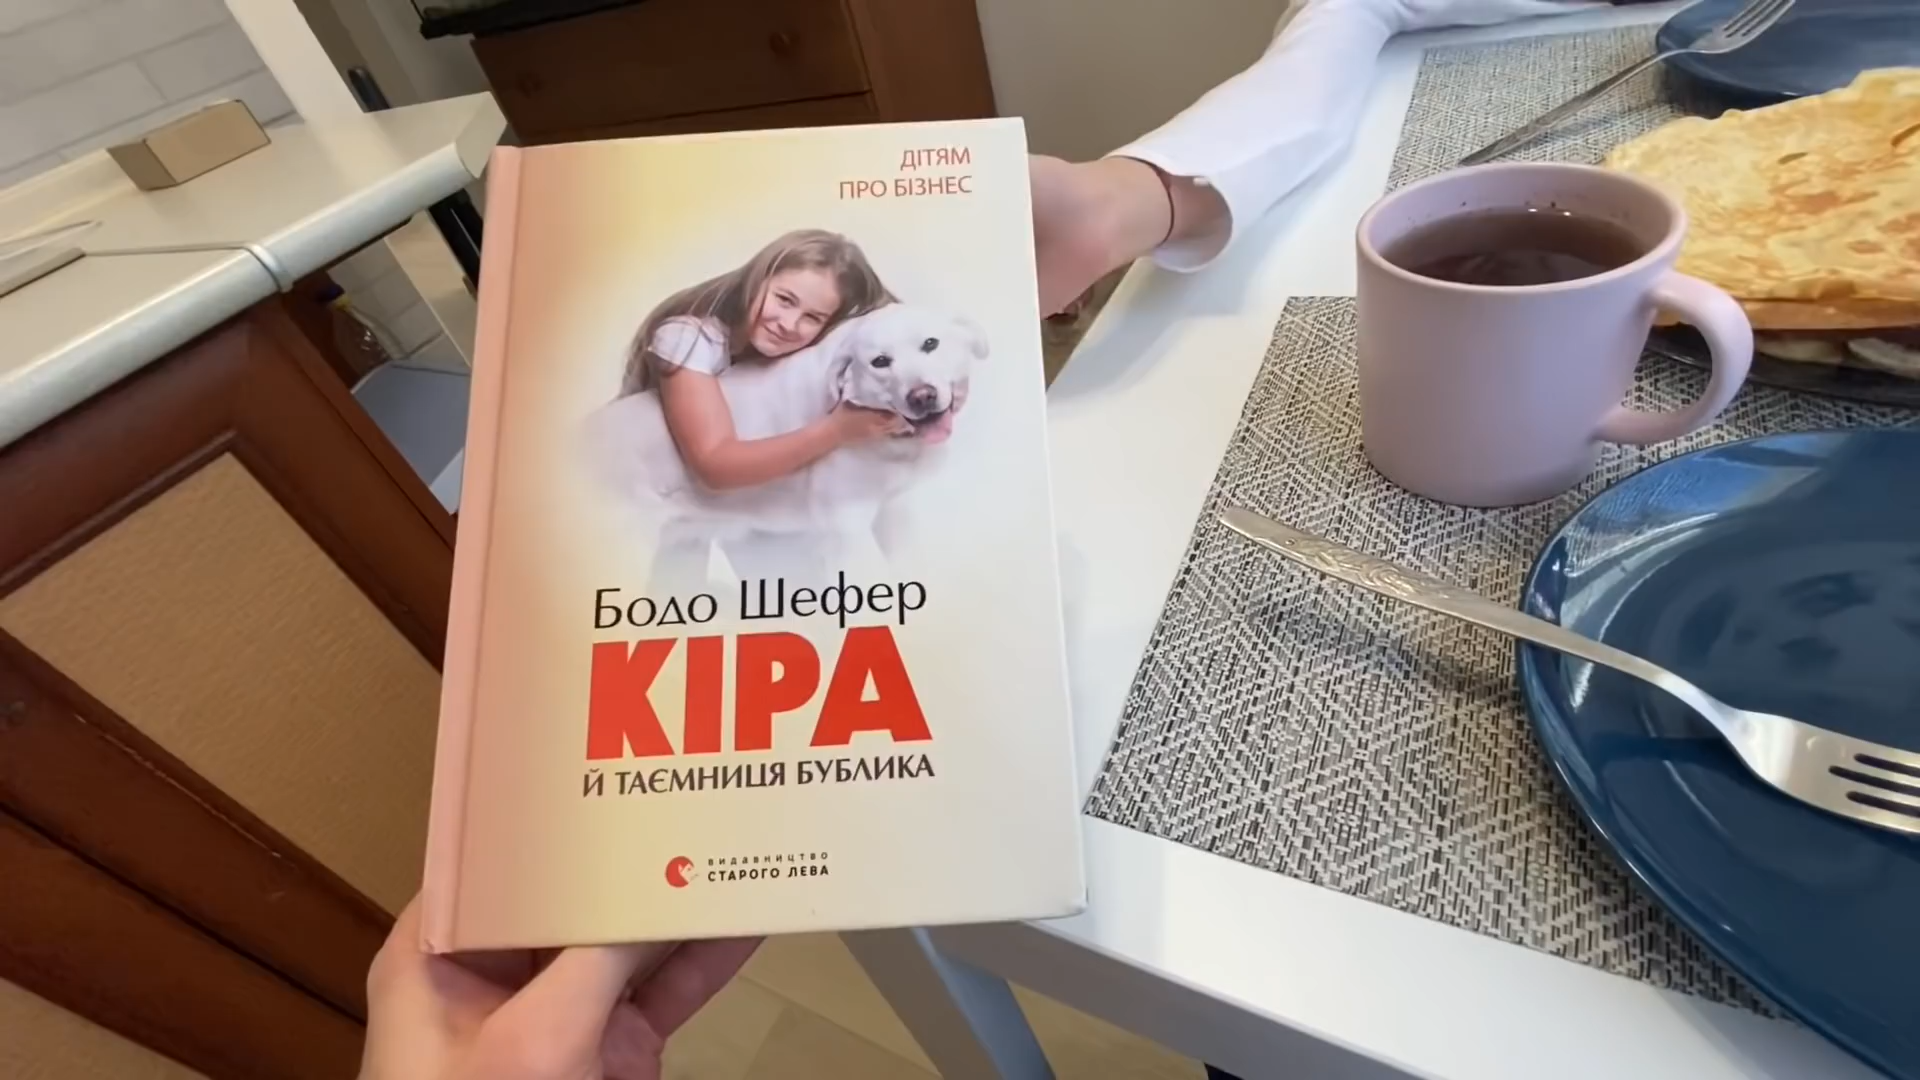 ДІТЯМ
ПРО БІЗНЕС
Бодо Шефер
КІРА
Й ТАЄМНИЦЯ БУБЛИКА
ВИДАВНИЦТВО
СТАРОГО ЛЕВА